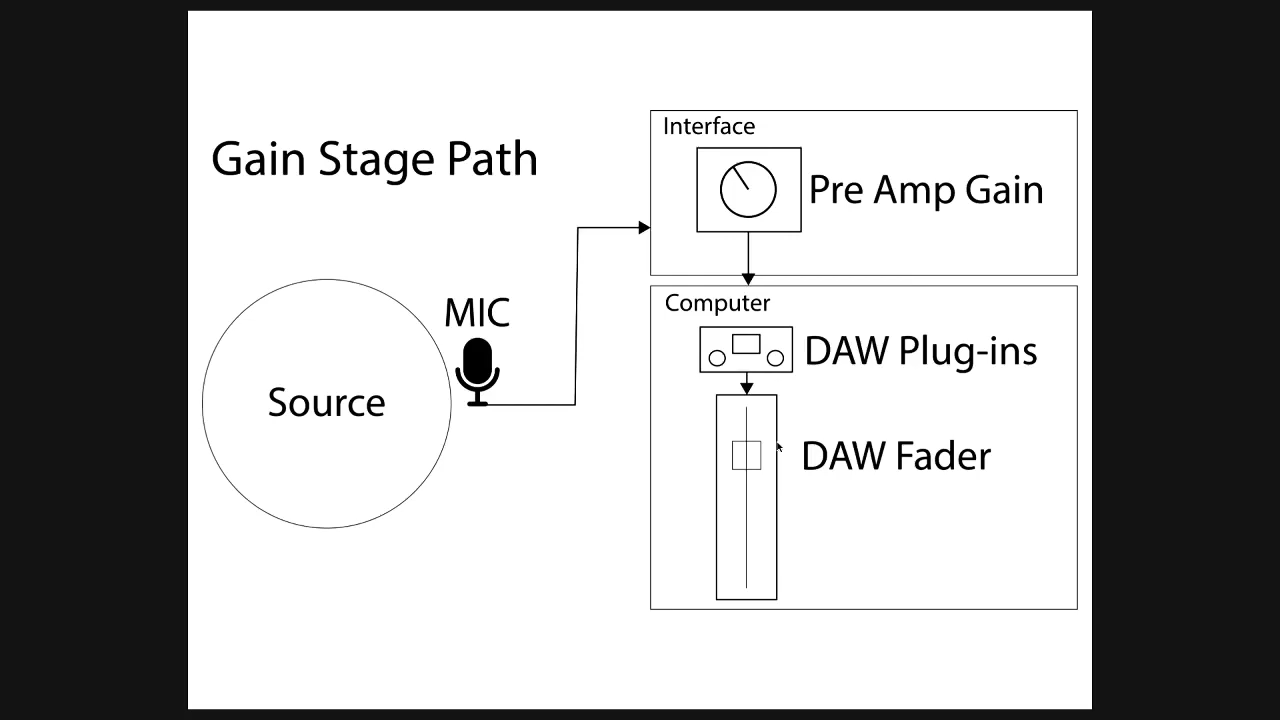 Gain Stage Path
Source
MIC
Interface
Pre Amp Gain
Computer
DAW Plug-ins
DAW Fader